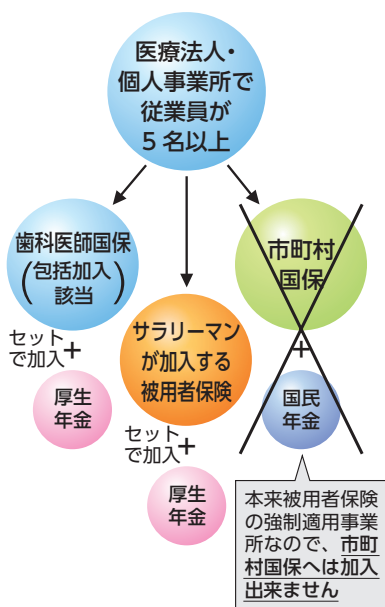 医療法人・
個人事業所で
従業員が
5名以上
歯科医師国保
(包括加入
該当)
セット
で加入+
厚生
年金
サラリーマン
が加入する
被用者保険
セット
で加入+
厚生
年金
市町村
国保
+
国民
年金
本来被用者保険
の強制適用事業
所なので、市町
村国保へは加入
出来ません